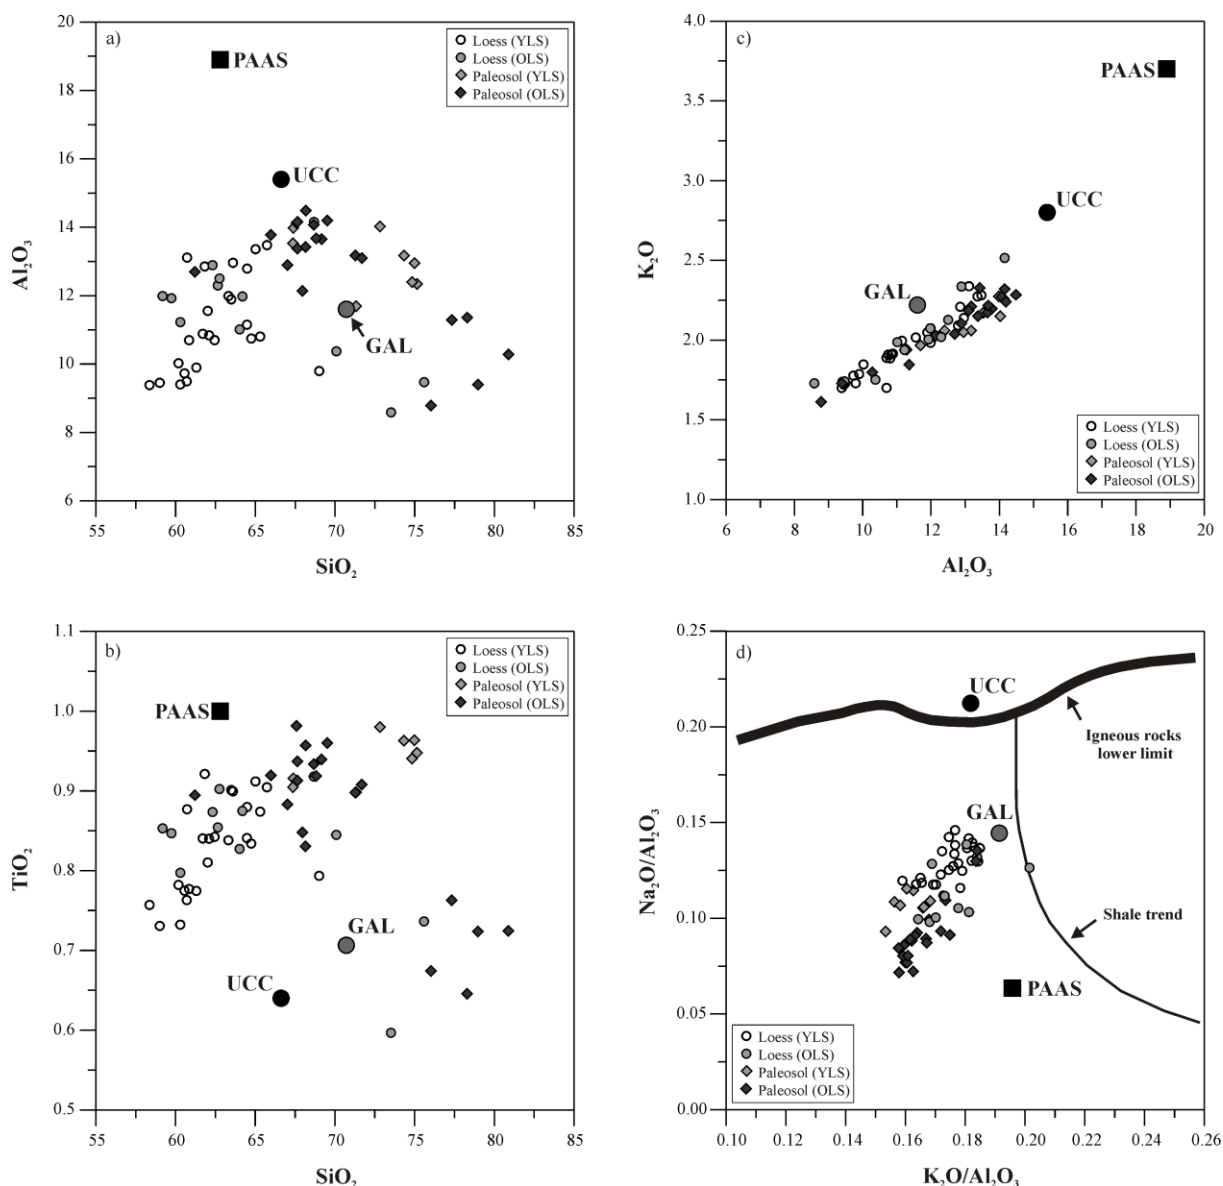 a)
20
18
16
14
12
10
8
6
Al₂O₃
PAAS
UCC
GAL
Loess (YLS)
Loess (OLS)
Paleosol (YLS)
Paleosol (OLS)
55
60
65
70
75
80
85
SiO₂
c)
4.0
3.5
3.0
2.5
2.0
1.5
1.0
K₂O
PAAS
UCC
GAL
Loess (YLS)
Loess (OLS)
Paleosol (YLS)
Paleosol (OLS)
6
8
10
12
14
16
18
20
Al₂O₃
b)
1.1
1.0
0.9
0.8
0.7
0.6
0.5
TiO₂
Loess (YLS)
Loess (OLS)
Paleosol (YLS)
Paleosol (OLS)
PAAS
GAL
UCC
55
60
65
70
75
80
85
SiO₂
d)
0.25
0.20
0.15
0.10
0.05
0.00
Na₂O/Al₂O₃
UCC
Igneous rocks
lower limit
GAL
Shale trend
PAAS
Loess (YLS)
Loess (OLS)
Paleosol (YLS)
Paleosol (OLS)
0.10
0.12
0.14
0.16
0.18
0.20
0.22
0.24
0.26
K₂O/Al₂O₃